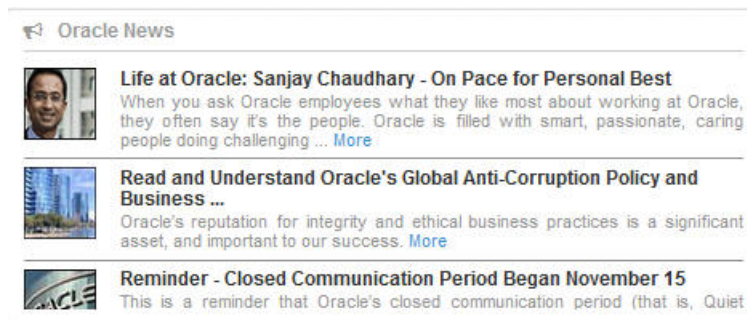 Oracle News
Life at Oracle: Sanjay Chaudhary - On Pace for Personal Best
When you ask Oracle employees what they like most about working at Oracle,
they often say it's the people. Oracle is filled with smart, passionate, caring
people doing challenging ... More
Read and Understand Oracle's Global Anti-Corruption Policy and
Business ...
Oracle's reputation for integrity and ethical business practices is a significant
asset, and important to our success. More
Reminder - Closed Communication Period Began November 15
ACLE
This is a reminder that Oracle's closed communication period (that is, Quiet